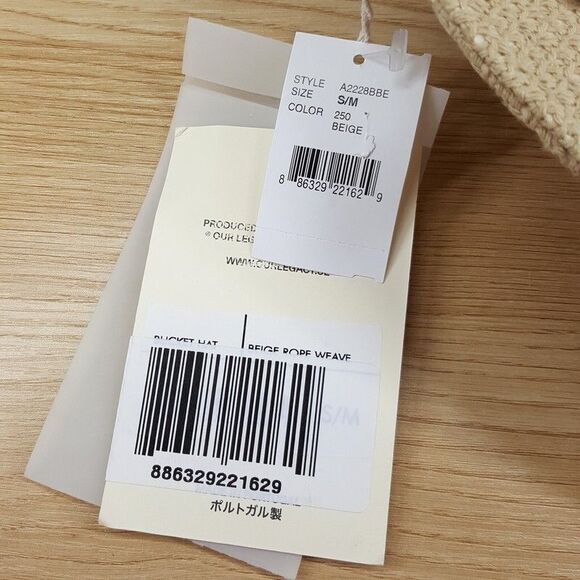 STYLE A2228BBE
SIZE S/M
COLOR 250
BEIGE
8 86329 22162 9
PRODUCED
© OUR LEG
WWW.OURLEGACY.SE
BUCKET HAT
BEIGE ROPE WEAVE
S/M
886329221629
ポルトガル製